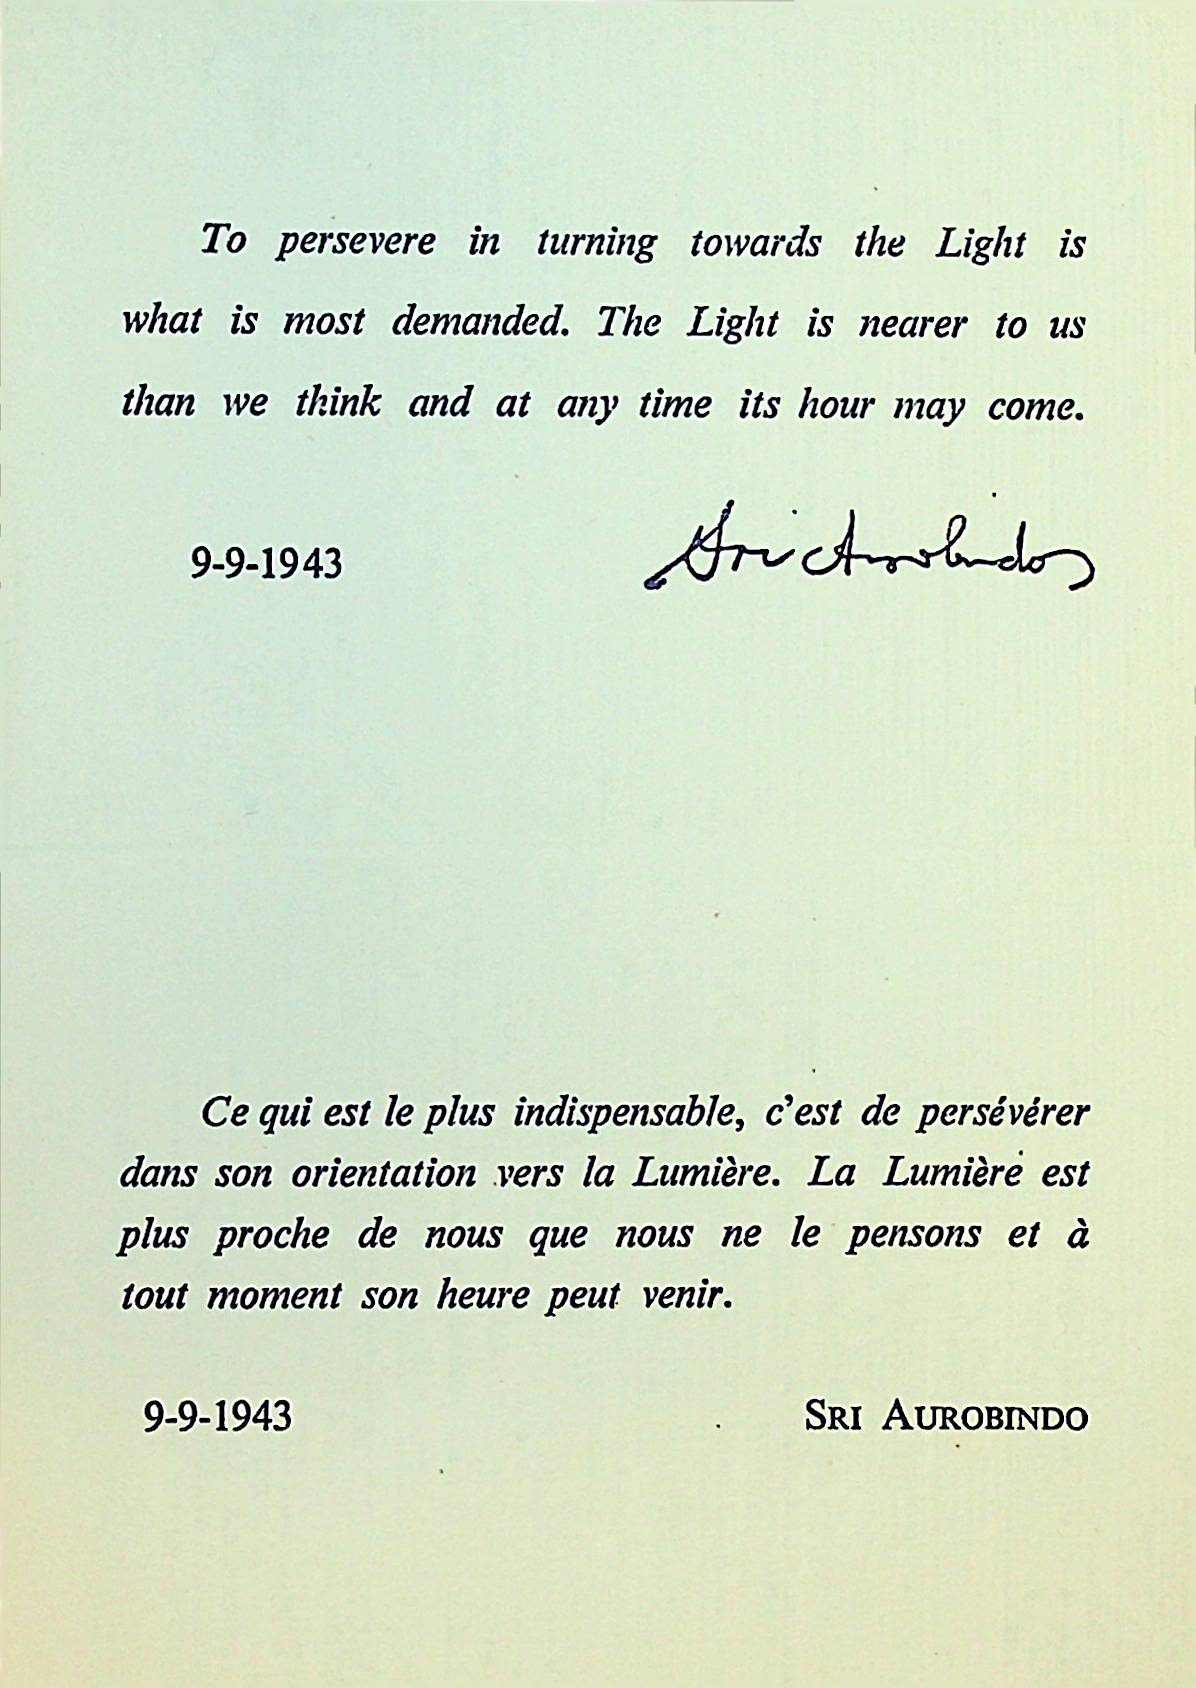 To persevere in turning towards the Light is
what is most demanded. The Light is nearer to us
than we think and at any time its hour may come.
9-9-1943 Sri Aurobindo
Ce qui est le plus indispensable, c’est de persévérer
dans son orientation vers la Lumière. La Lumière est
plus proche de nous que nous ne le pensons et à
tout moment son heure peut venir.
9-9-1943 SRI AUROBINDO